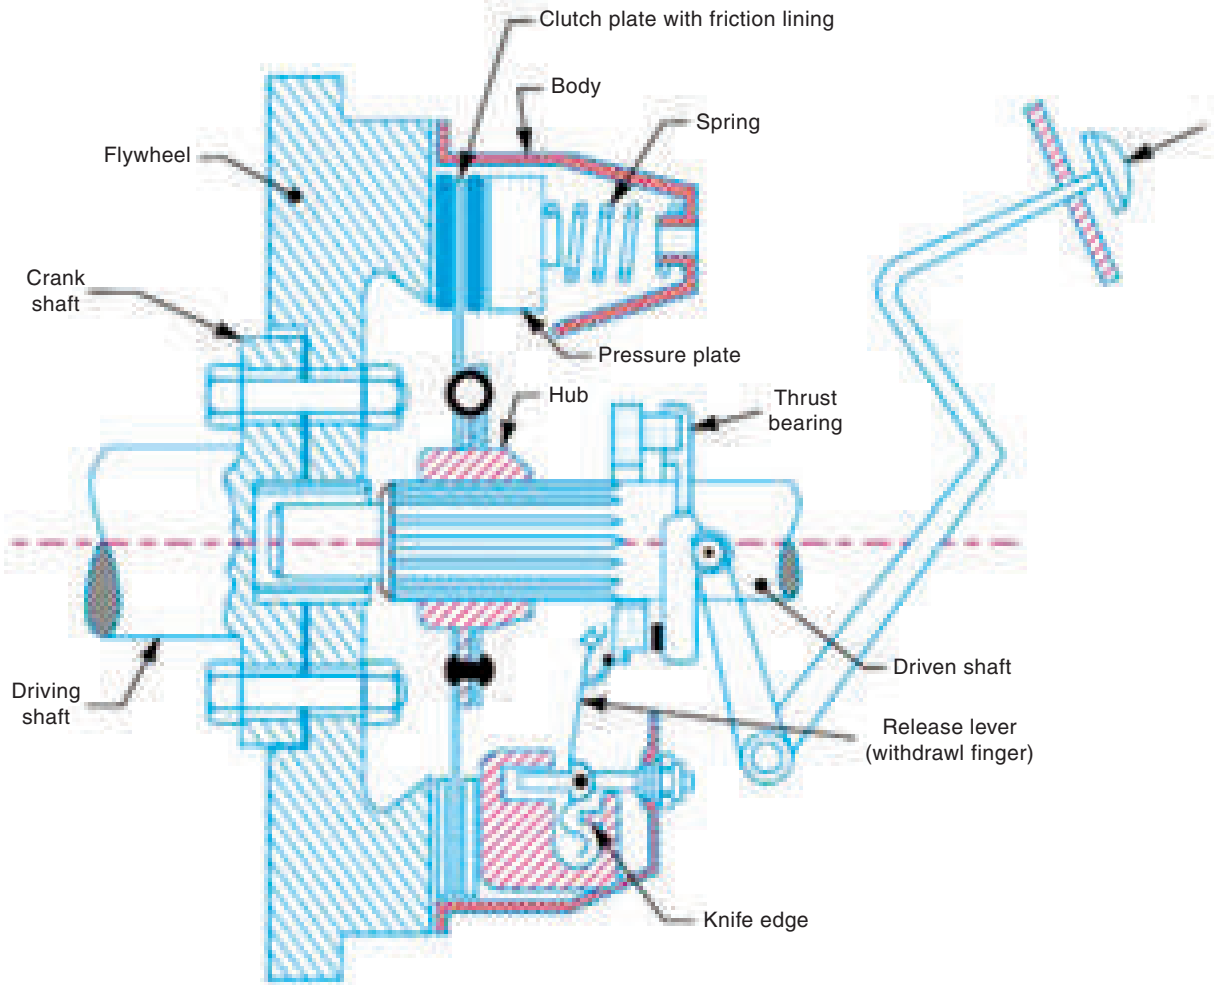 Clutch plate with friction lining
Body
Spring
Flywheel
Crank
shaft
Pressure plate
Hub
Thrust
bearing
Driven shaft
Driving
shaft
Release lever
(withdrawl finger)
Knife edge